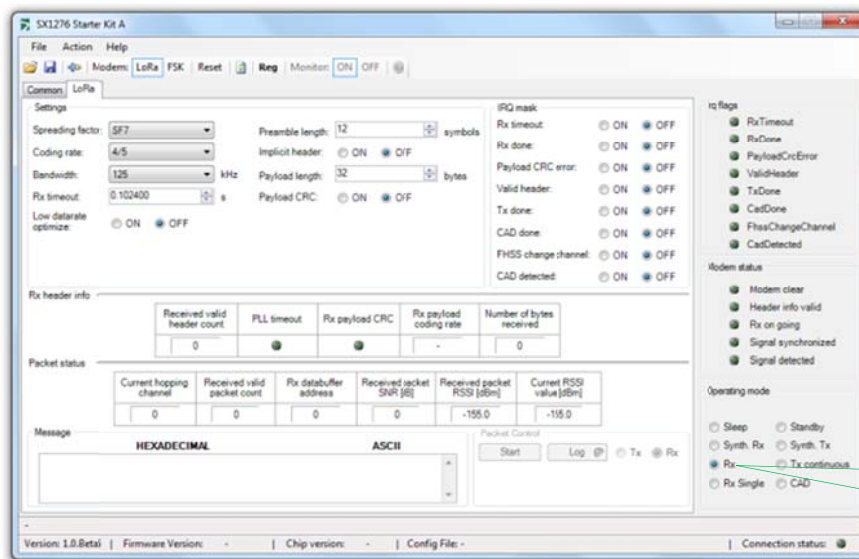 SX1276 Starter Kit A
File Action Help
Modem: LoRa FSK Reset Reg Monitor: ON OFF
Common LoRa
Settings
Spreading factor: SF7
Coding rate: 4/5
Bandwidth: 125 kHz
Rx timeout: 0.102400 s
Low datarate
optimize: ON OFF
Preamble length: 12 symbols
Implicit header: ON OFF
Payload length: 32 bytes
Payload CRC: ON OFF
IRQ mask
Rx timeout: ON OFF
Rx done: ON OFF
Payload CRC error: ON OFF
Valid header: ON OFF
Tx done: ON OFF
CAD done: ON OFF
FHSS change channel: ON OFF
CAD detected: ON OFF
Irq flags
RxTimeout
RxDone
PayloadCrcError
ValidHeader
TxDone
CadDone
FhssChangeChannel
CadDetected
Modem status
Modem clear
Header info valid
Rx on going
Signal synchronized
Signal detected
Rx header info
Received valid header count PLL timeout Rx payload CRC Rx payload coding rate Number of bytes received
0 - 0
Packet status
Current hopping channel Received valid packet count Rx databuffer address Received packet SNR [dB] Received packet RSSI [dBm] Current RSSI value [dBm]
0 0 0 0 -155.0
Operating mode
Sleep Standby
Synth. Rx Synth. Tx
Rx Tx continuous
Rx Single CAD
Message
HEXADECIMAL ASCII
Packet Control
Start Log Tx Rx
-
Version: 1.0.Beta | Firmware Version: - | Chip version: - | Config File: - | Connection status: